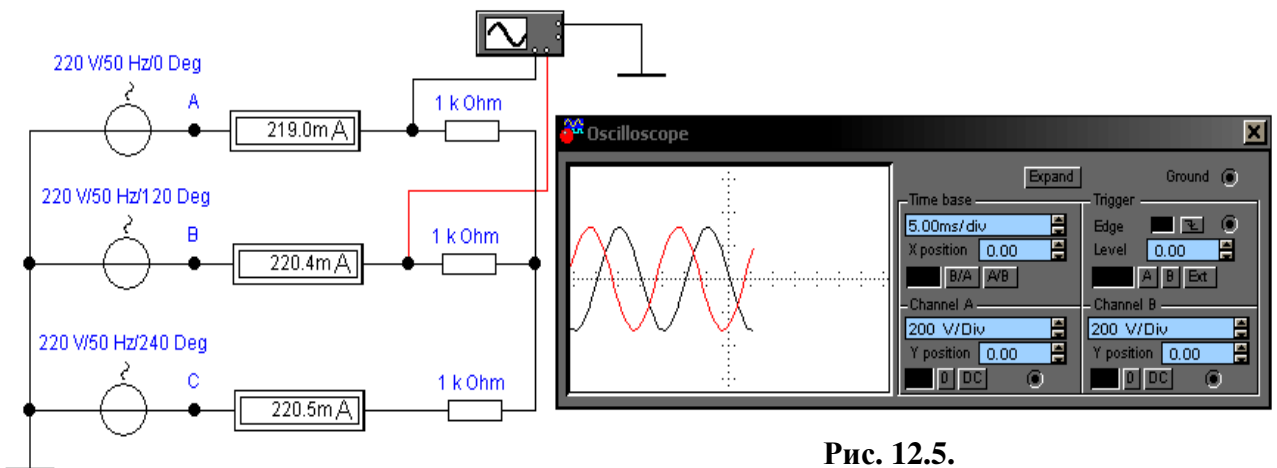 220 V/50 Hz/0 Deg
A
219.0m A
1 k Ohm
220 V/50 Hz/120 Deg
B
220.4m A
1 k Ohm
220 V/50 Hz/240 Deg
C
220.5m A
1 k Ohm
Oscilloscope
Expand
Ground
Time base
5.00ms/div
X position 0.00
B/A A/B
Trigger
Edge
Level 0.00
A B Ext
Channel A
200 V/Div
Y position 0.00
0 DC
Channel B
200 V/Div
Y position 0.00
0 DC
Рис. 12.5.